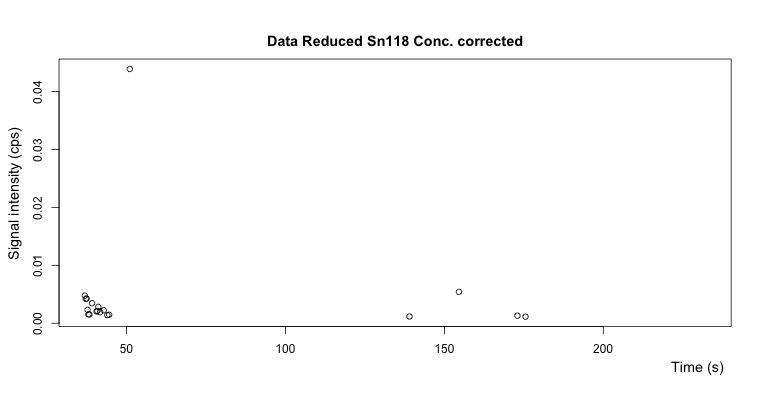 Data Reduced Sn118 Conc. corrected
Signal intensity (cps)
0.04
0.03
0.02
0.01
0.00
50 100 150 200
Time (s)